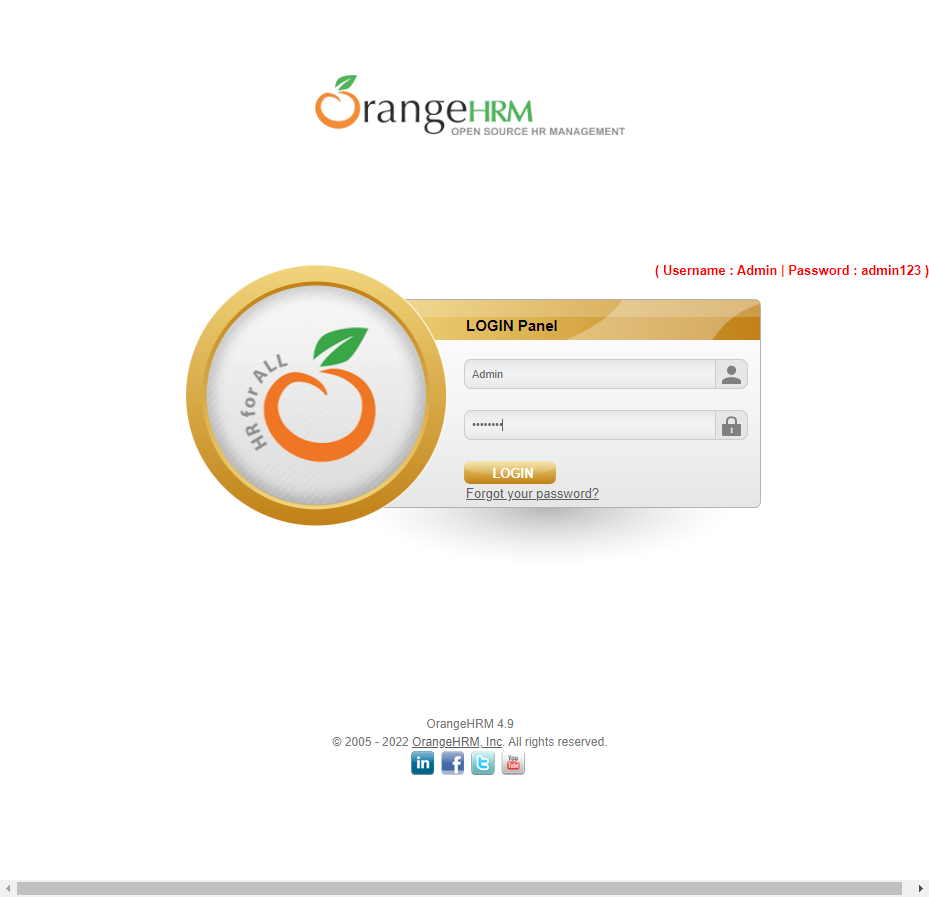 OrangeHRM
OPEN SOURCE HR MANAGEMENT
( Username : Admin | Password : admin123 )
HR for ALL
LOGIN Panel
Admin
••••••••
LOGIN
Forgot your password?
OrangeHRM 4.9
© 2005 - 2022 OrangeHRM, Inc. All rights reserved.
in f t You Tube